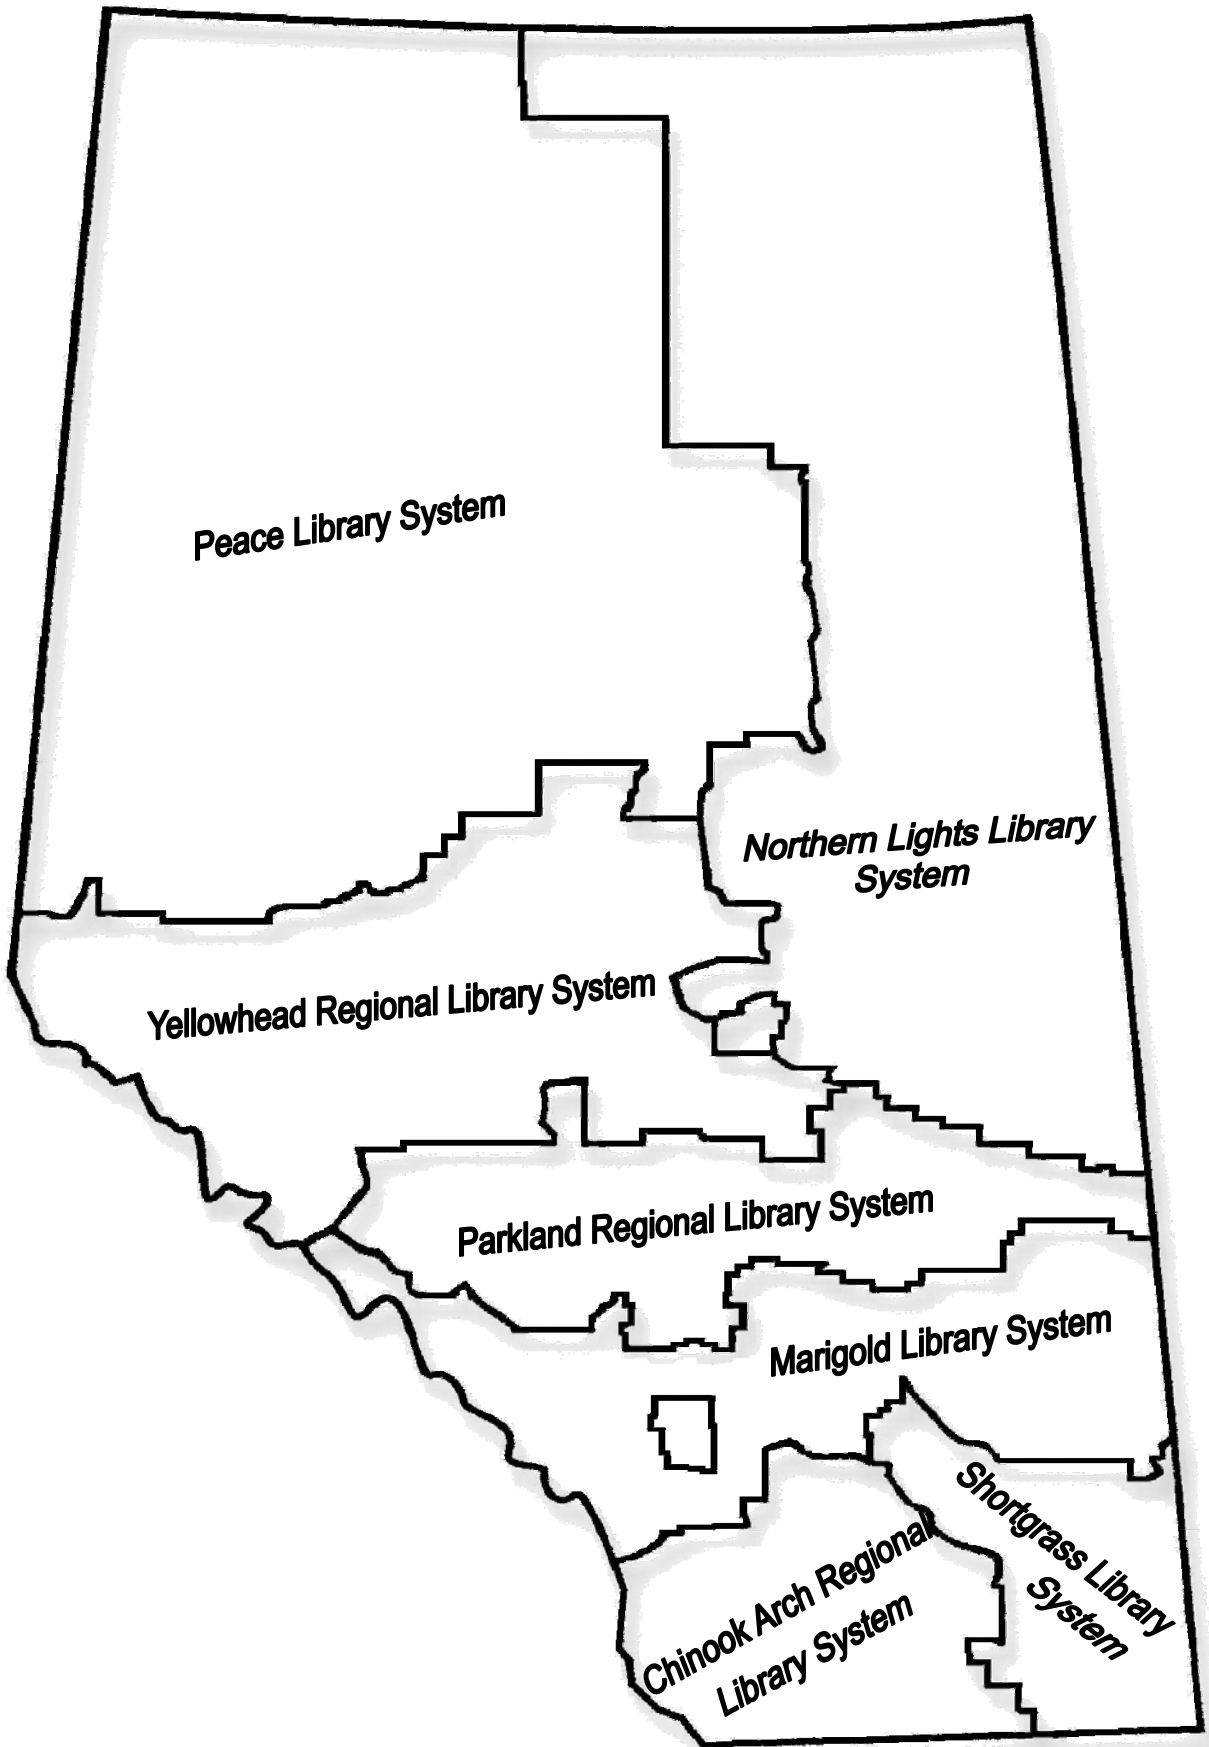 Peace Library System
Northern Lights Library
System
Yellowhead Regional Library System
Parkland Regional Library System
Marigold Library System
Shortgrass Library
System
Chinook Arch Regional
Library System